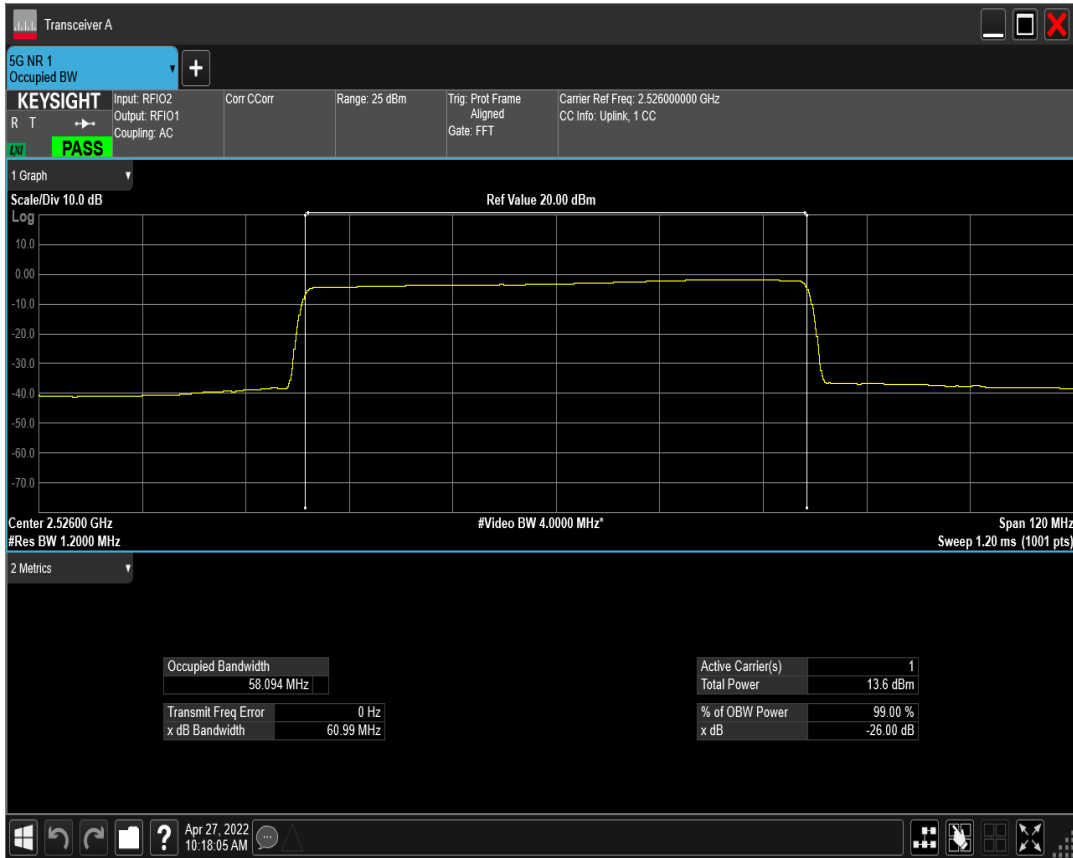 Transceiver A
5G NR 1
Occupied BW
+
KEYSIGHT
R T
LXI
PASS
Input: RFIO2
Output: RFIO1
Coupling: AC
Corr CCorr
Range: 25 dBm
Trig: Prot Frame
Aligned
Gate: FFT
Carrier Ref Freq: 2.526000000 GHz
CC Info: Uplink, 1 CC
1 Graph
Scale/Div 10.0 dB
Ref Value 20.00 dBm
Log
10.0
0.00
-10.0
-20.0
-30.0
-40.0
-50.0
-60.0
-70.0
Center 2.52600 GHz
#Video BW 4.0000 MHz*
Span 120 MHz
#Res BW 1.2000 MHz
Sweep 1.20 ms (1001 pts)
2 Metrics
Occupied Bandwidth
58.094 MHz
Transmit Freq Error 0 Hz
x dB Bandwidth 60.99 MHz
Active Carrier(s) 1
Total Power 13.6 dBm
% of OBW Power 99.00 %
x dB -26.00 dB
?
Apr 27, 2022
10:18:05 AM